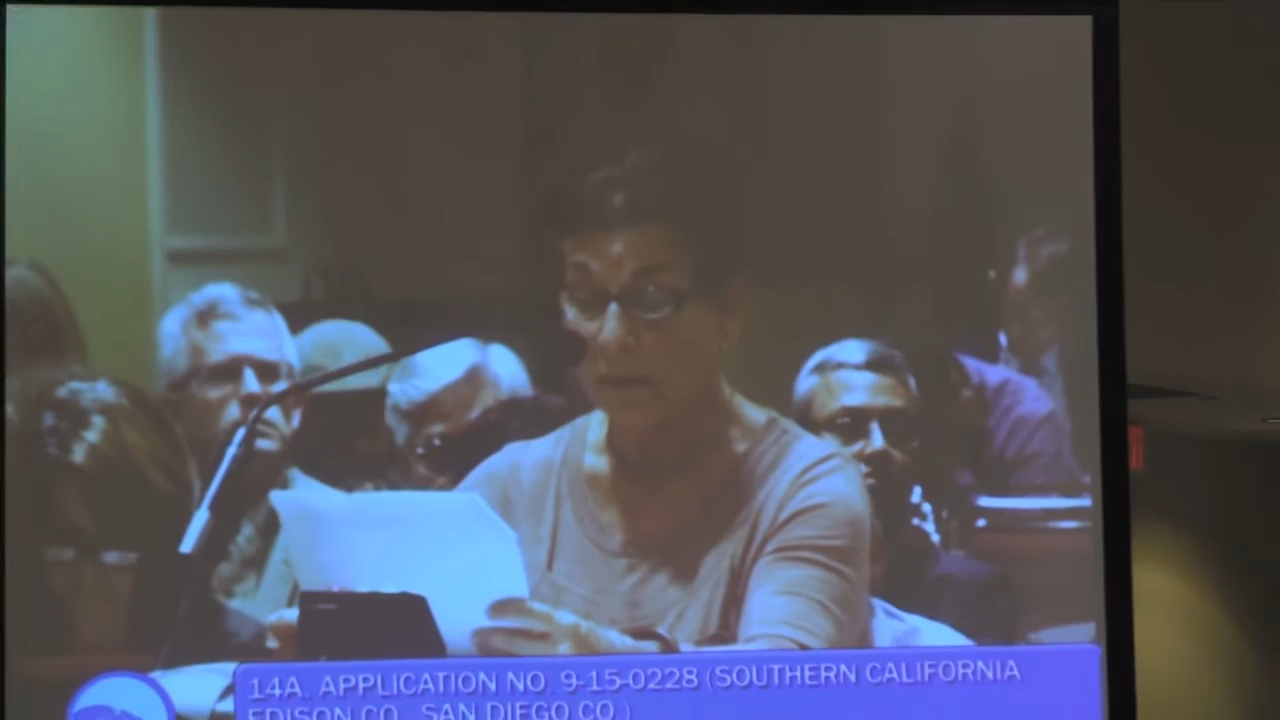 14A. APPLICATION NO. 9-15-0228 (SOUTHERN CALIFORNIA
EDISON CO., SAN DIEGO CO.)